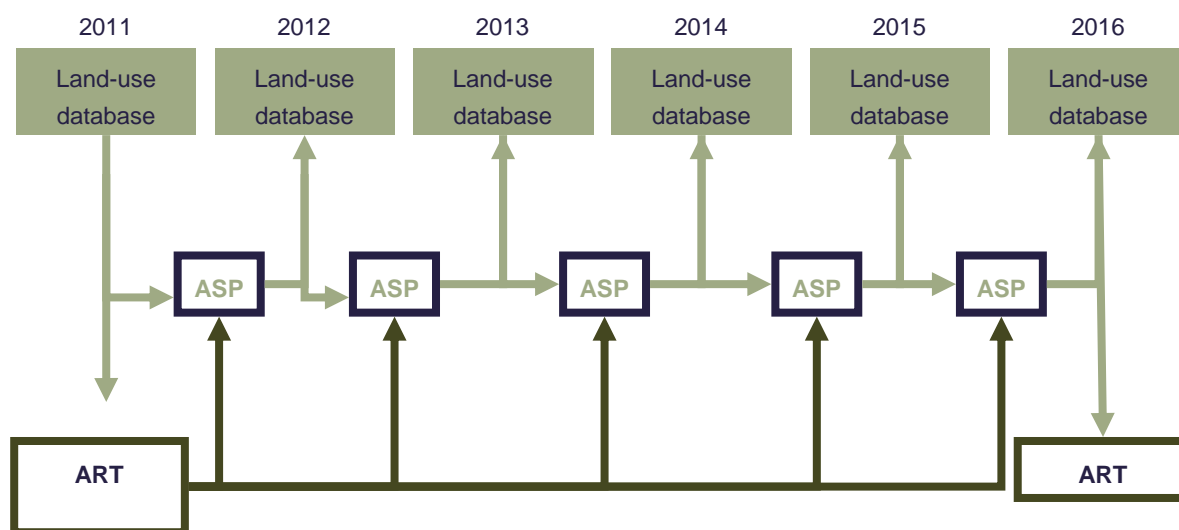 2011
2012
2013
2014
2015
2016
Land-use
database
Land-use
database
Land-use
database
Land-use
database
Land-use
database
Land-use
database
ASP
ASP
ASP
ASP
ASP
ART
ART